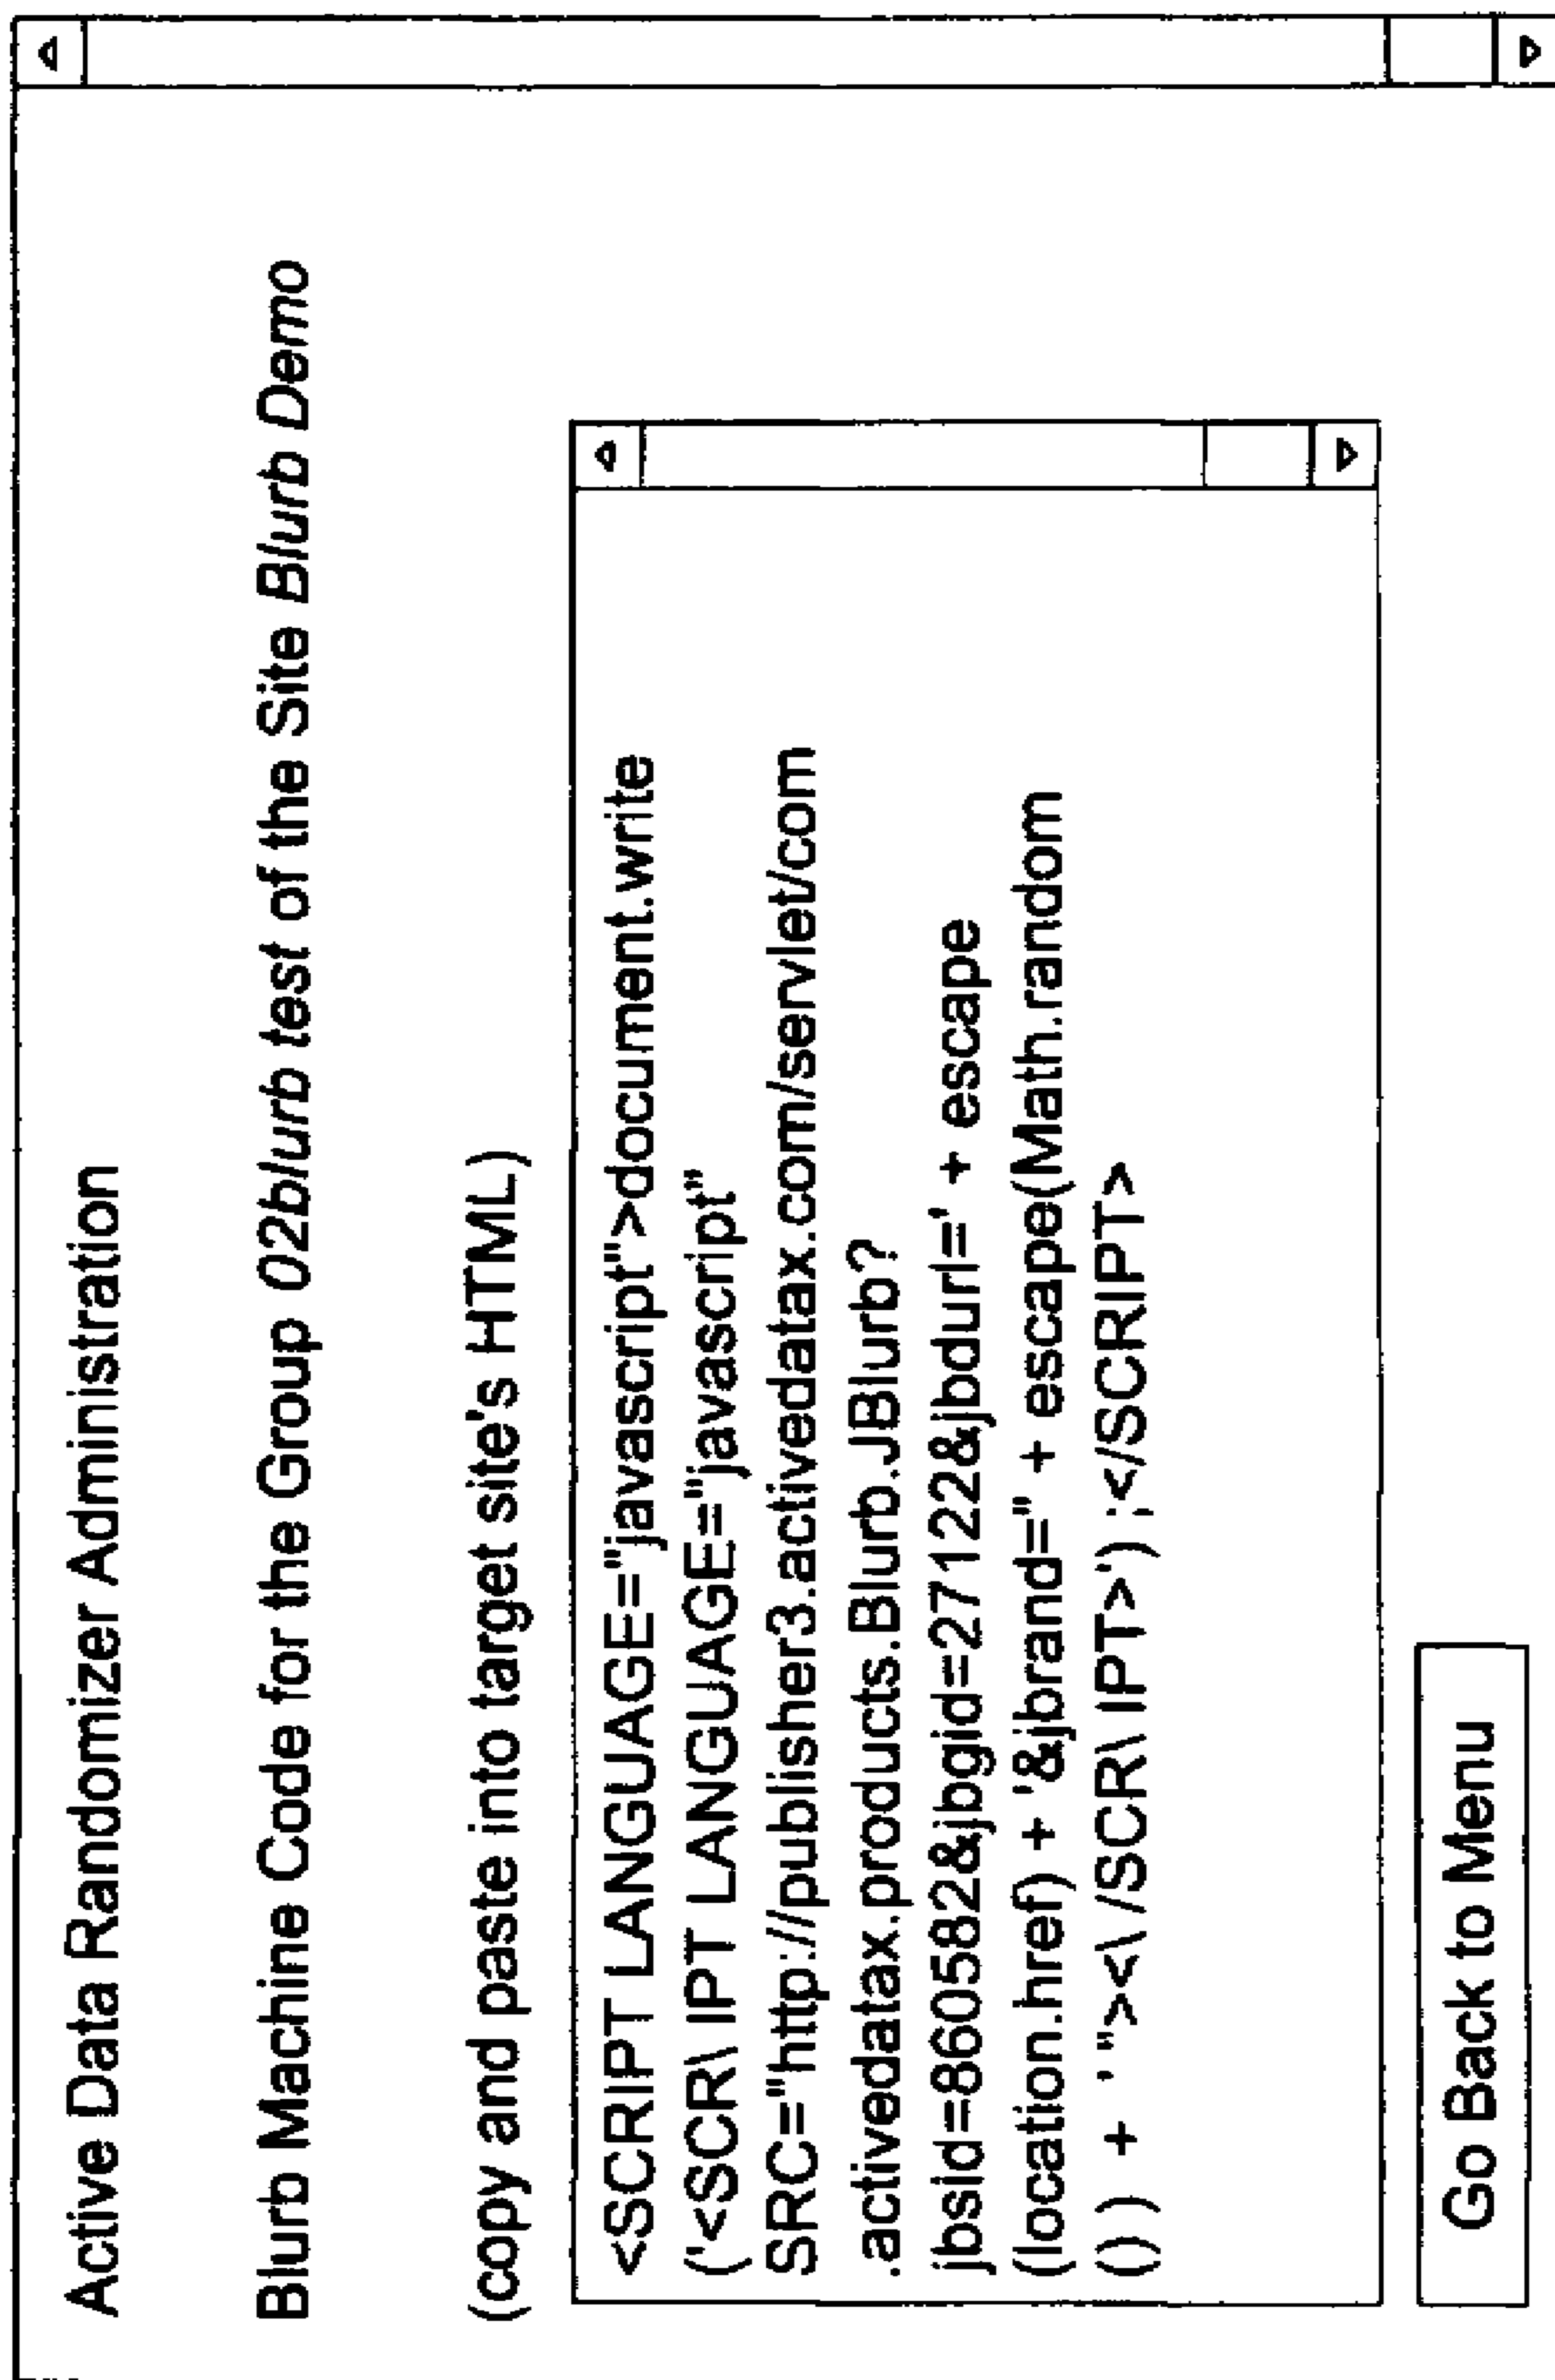 Active Data Randomizer Administration
Blurb Machine Code for the Group 02blurb test of the Site Blurb Demo
(copy and paste into target site's HTML)
<SCRIPT LANGUAGE="javascript">document.write
('<SCR\ IPT LANGUAGE="javascript"
SRC="http://publisher3.activedatax.com/servlet/com
.activedatax.products.Blurb.JBlurb?
jbsid=860582&jbgid=27122&jbdurl=' + escape
(location.href) + '&jbrand=" + escape(Math.random
() ) + ' "><\ /SCR\ IPT>') ;</SCRIPT>
Go Back to Menu